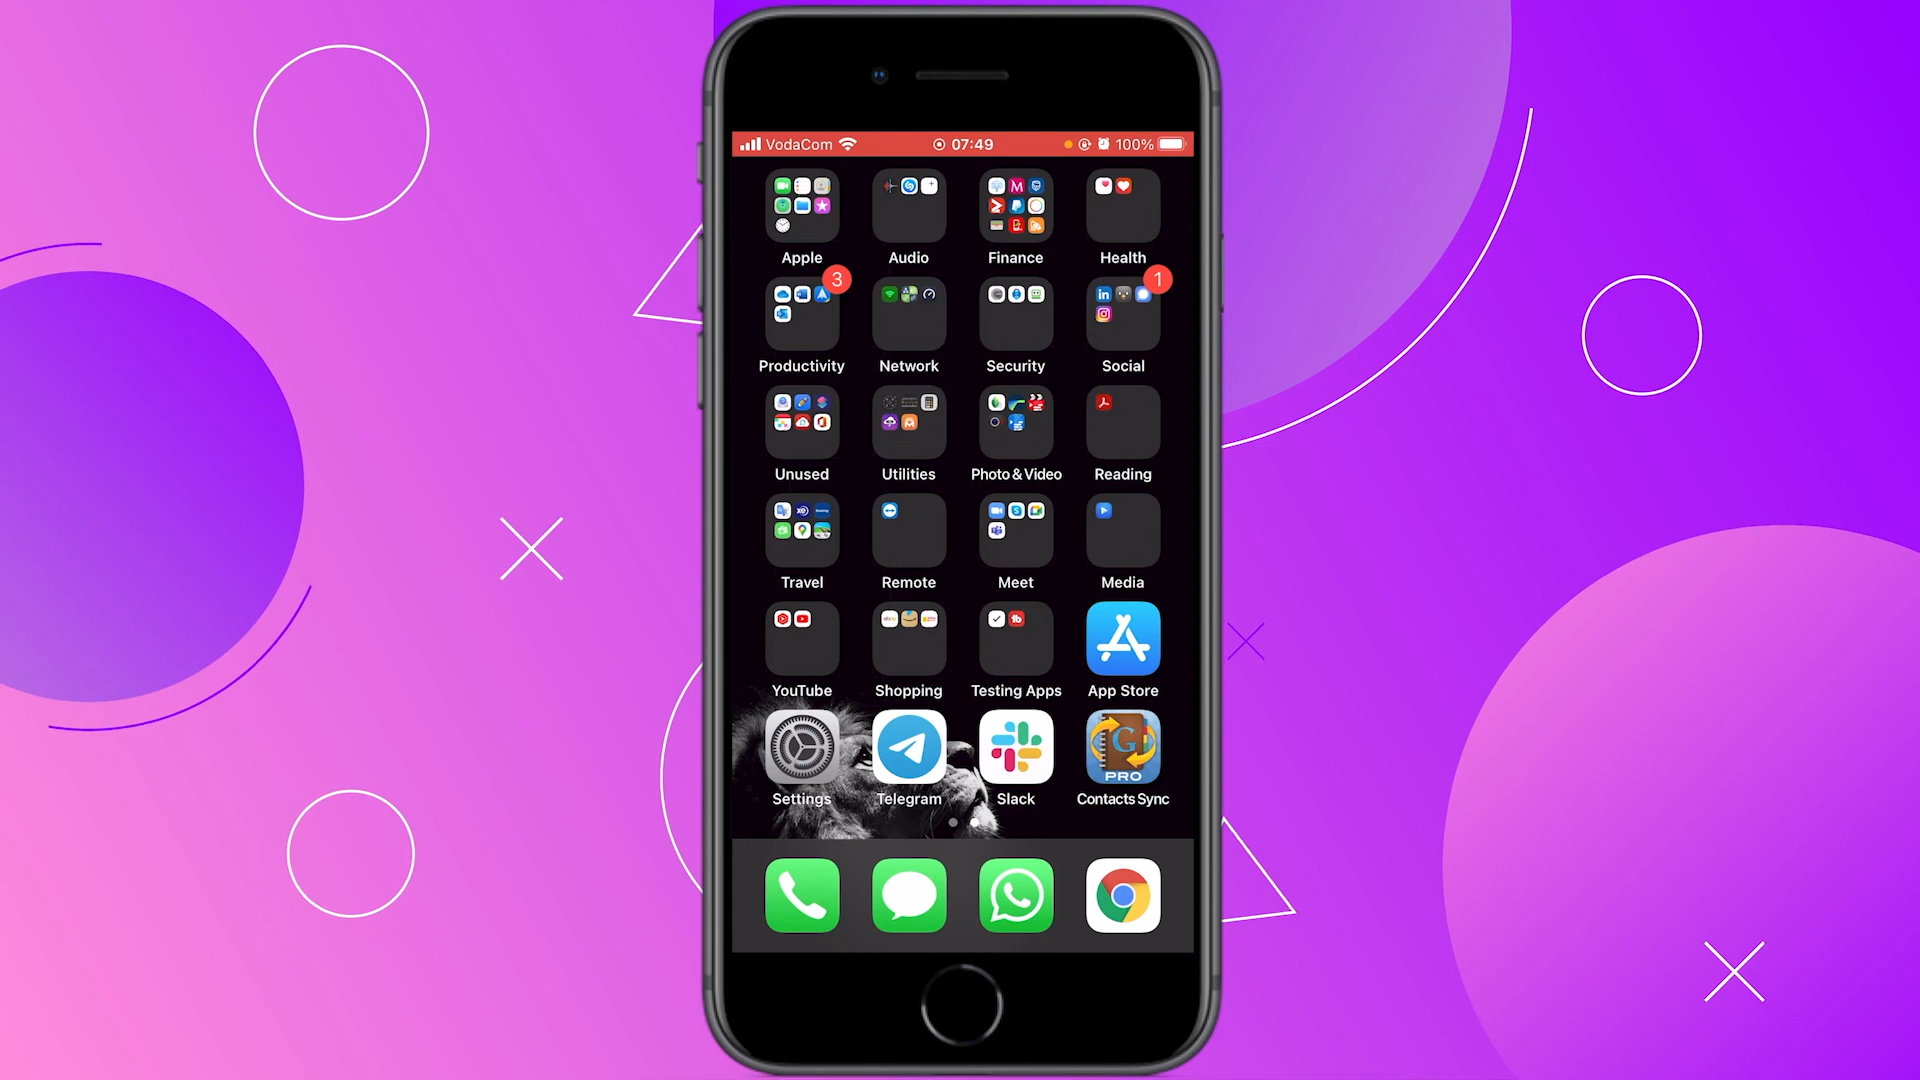 VodaCom 07:49 100%
Apple Audio Finance Health
3 1
Productivity Network Security Social
Unused Utilities Photo & Video Reading
Travel Remote Meet Media
YouTube Shopping Testing Apps App Store
G
PRO
Settings Telegram Slack Contacts Sync